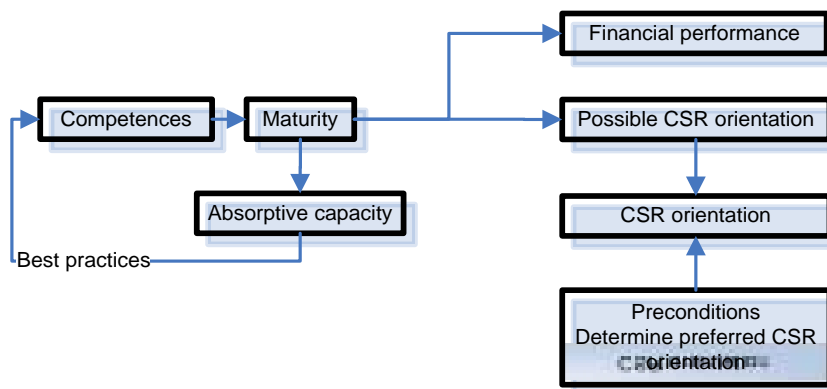 Financial performance
Competences
Maturity
Possible CSR orientation
Absorptive capacity
CSR orientation
Best practices
Preconditions
Determine preferred CSR
orientation